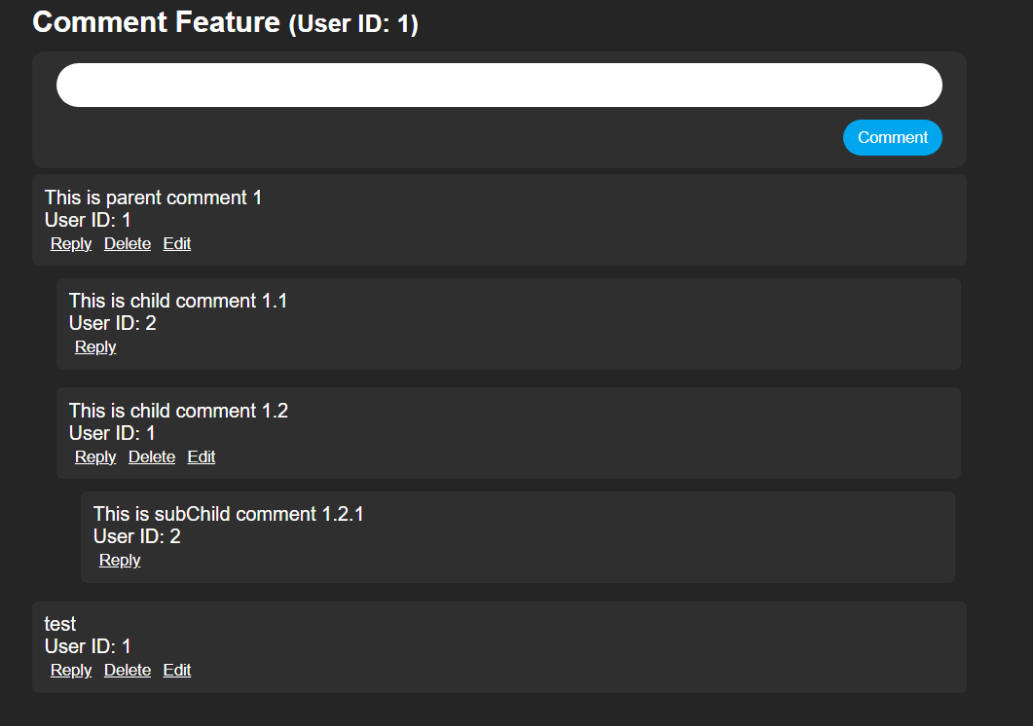 Comment Feature (User ID: 1)
Comment
This is parent comment 1
User ID: 1
Reply Delete Edit
This is child comment 1.1
User ID: 2
Reply
This is child comment 1.2
User ID: 1
Reply Delete Edit
This is subChild comment 1.2.1
User ID: 2
Reply
test
User ID: 1
Reply Delete Edit